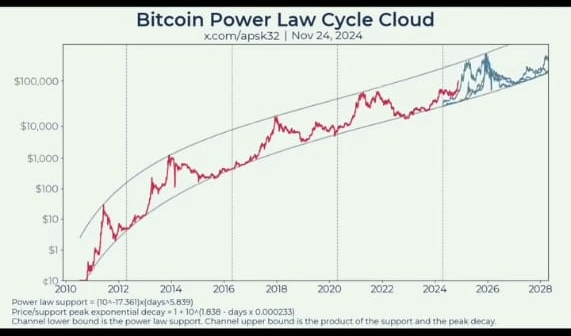 Bitcoin Power Law Cycle Cloud
x.com/apsk32 | Nov 24, 2024
$100,000
$10,000
$1,000
$100
$10
$1
¢10
2010 2012 2014 2016 2018 2020 2022 2024 2026 2028
Power law support = (10^-17.361)x(days^5.839)
Price/support peak exponential decay = 1 + 10^(1.838 - days x 0.000233)
Channel lower bound is the power law support. Channel upper bound is the product of the support and the peak decay.